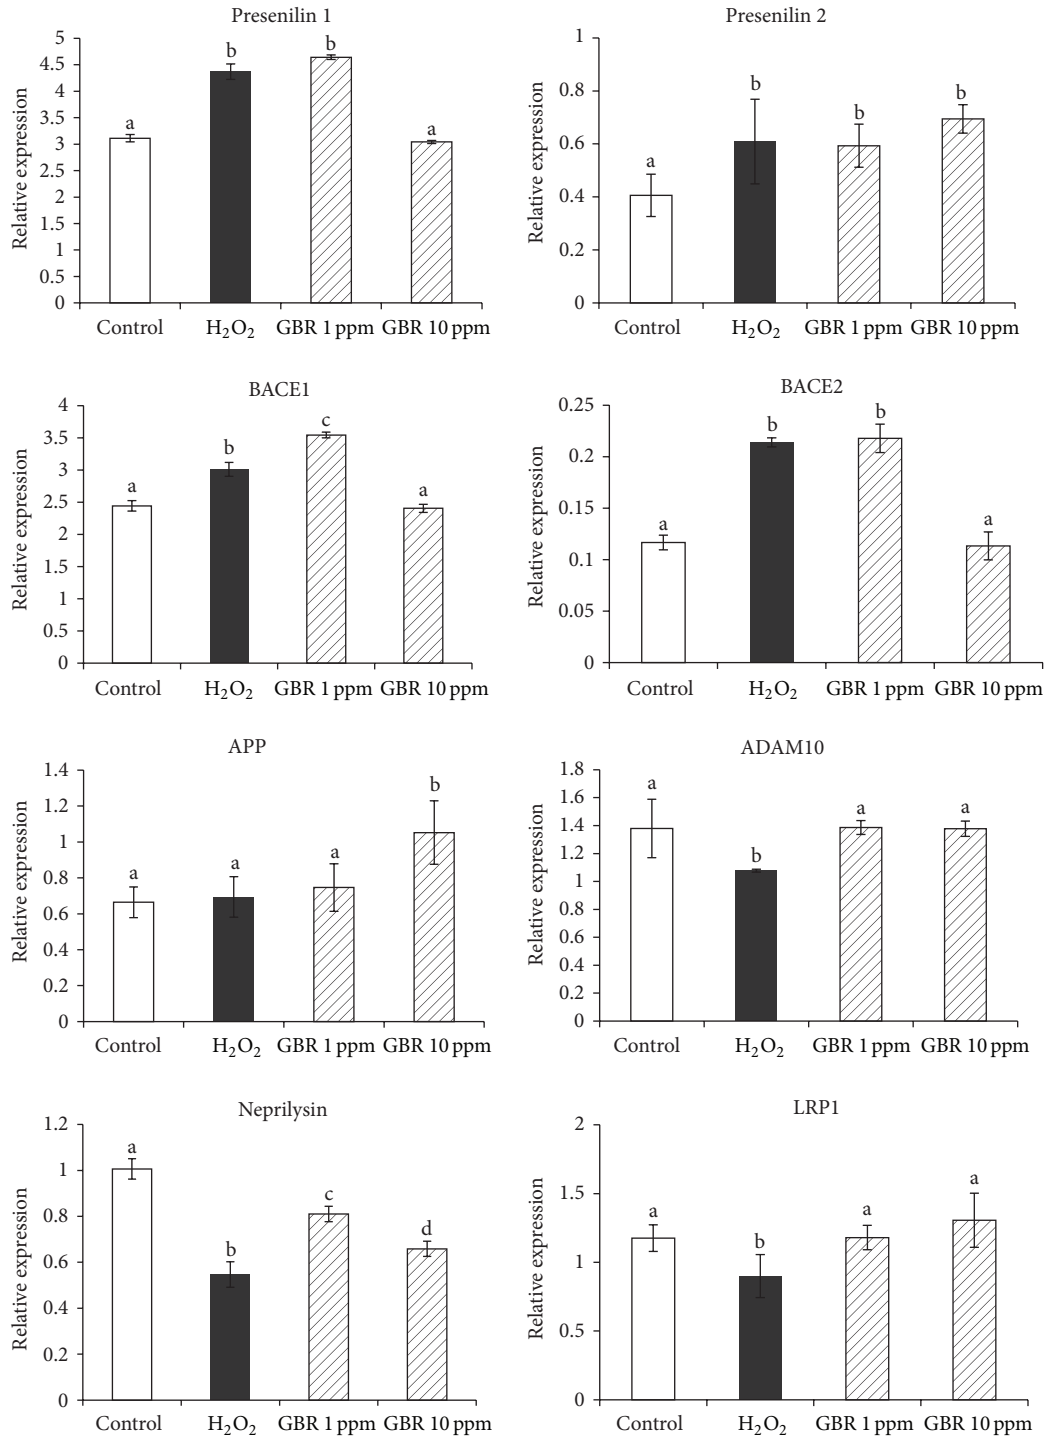 Presenilin 1
Relative expression
5
4.5
4
3.5
3
2.5
2
1.5
1
0.5
0
a
b
b
a
Control
H₂O₂
GBR 1 ppm
GBR 10 ppm
Presenilin 2
Relative expression
1
0.8
0.6
0.4
0.2
0
a
b
b
b
Control
H₂O₂
GBR 1 ppm
GBR 10 ppm
BACE1
Relative expression
4
3.5
3
2.5
2
1.5
1
0.5
0
a
b
c
a
Control
H₂O₂
GBR 1 ppm
GBR 10 ppm
BACE2
Relative expression
0.25
0.2
0.15
0.1
0.05
0
a
b
b
a
Control
H₂O₂
GBR 1 ppm
GBR 10 ppm
APP
Relative expression
1.4
1.2
1
0.8
0.6
0.4
0.2
0
a
a
a
b
Control
H₂O₂
GBR 1 ppm
GBR 10 ppm
ADAM10
Relative expression
1.8
1.6
1.4
1.2
1
0.8
0.6
0.4
0.2
0
a
b
a
a
Control
H₂O₂
GBR 1 ppm
GBR 10 ppm
Neprilysin
Relative expression
1.2
1
0.8
0.6
0.4
0.2
0
a
b
c
d
Control
H₂O₂
GBR 1 ppm
GBR 10 ppm
LRP1
Relative expression
2
1.5
1
0.5
0
a
b
a
a
Control
H₂O₂
GBR 1 ppm
GBR 10 ppm